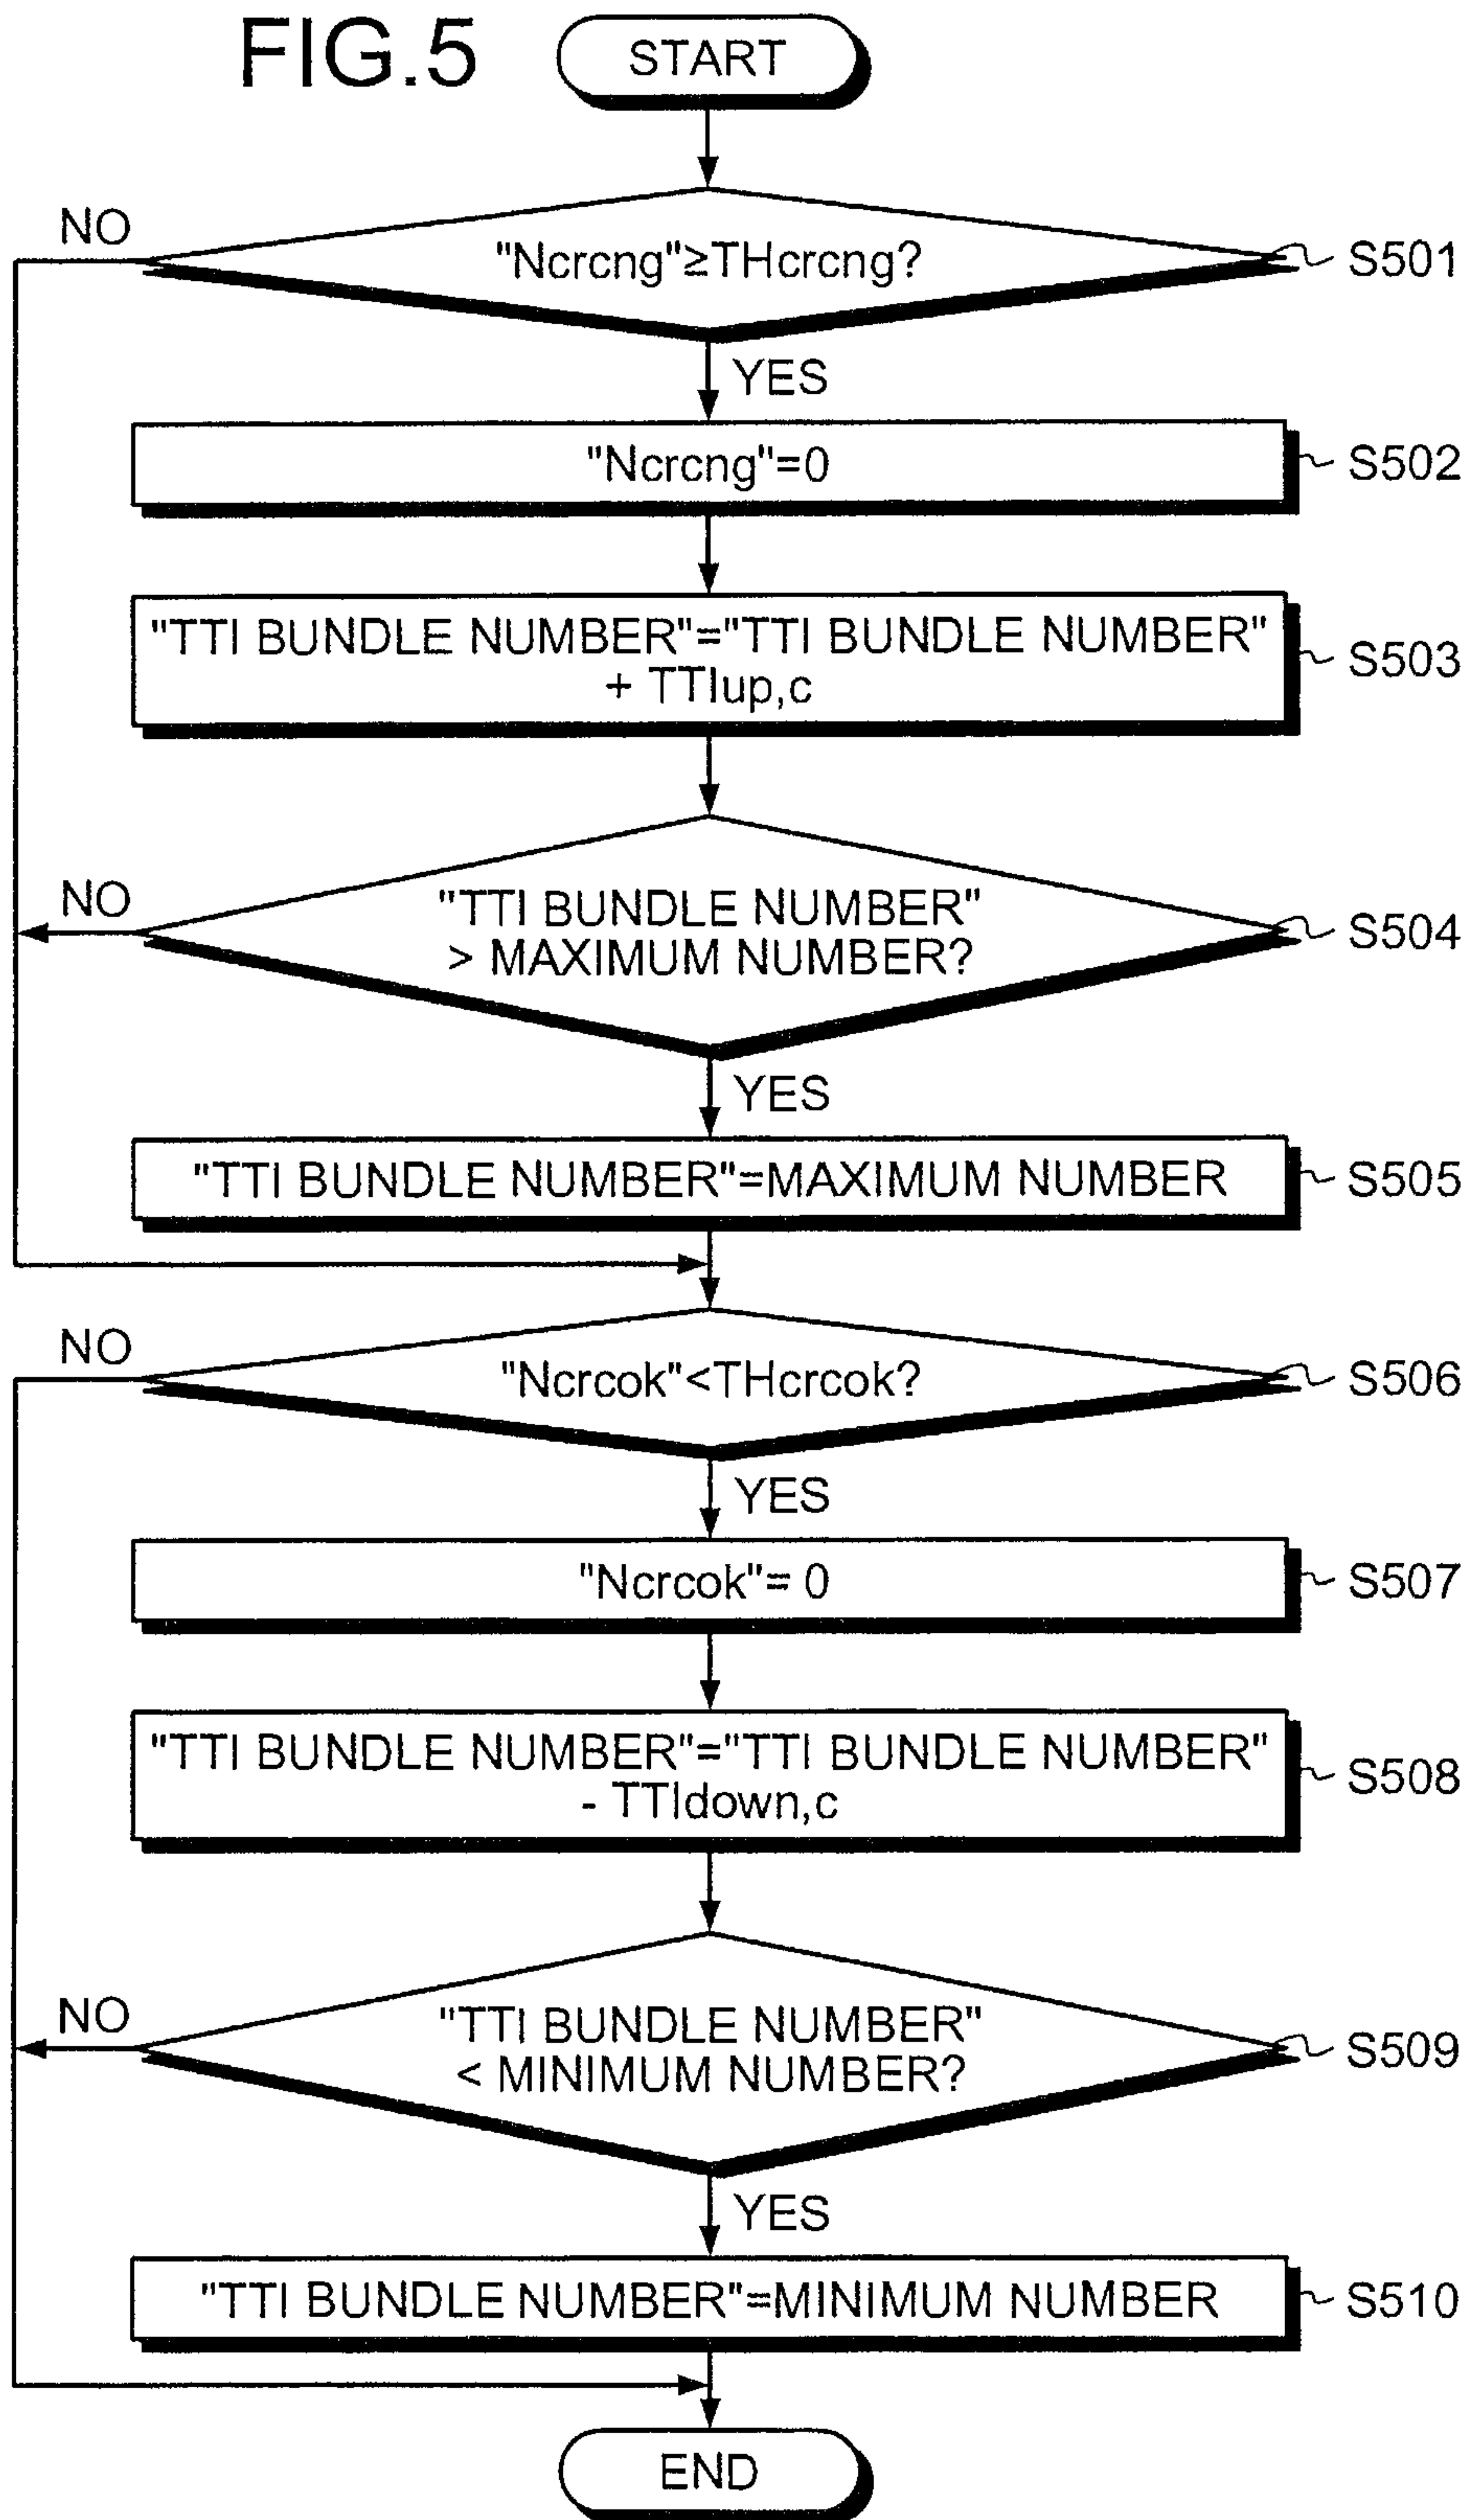 FIG.5
START
NO
"Ncrcng"≥THcrcng?
S501
YES
"Ncrcng"=0
S502
"TTI BUNDLE NUMBER"="TTI BUNDLE NUMBER"
+ TTIup,c
S503
NO
"TTI BUNDLE NUMBER"
> MAXIMUM NUMBER?
S504
YES
"TTI BUNDLE NUMBER"=MAXIMUM NUMBER
S505
NO
"Ncrcok"<THcrcok?
S506
YES
"Ncrcok"= 0
S507
"TTI BUNDLE NUMBER"="TTI BUNDLE NUMBER"
- TTIdown,c
S508
NO
"TTI BUNDLE NUMBER"
< MINIMUM NUMBER?
S509
YES
"TTI BUNDLE NUMBER"=MINIMUM NUMBER
S510
END